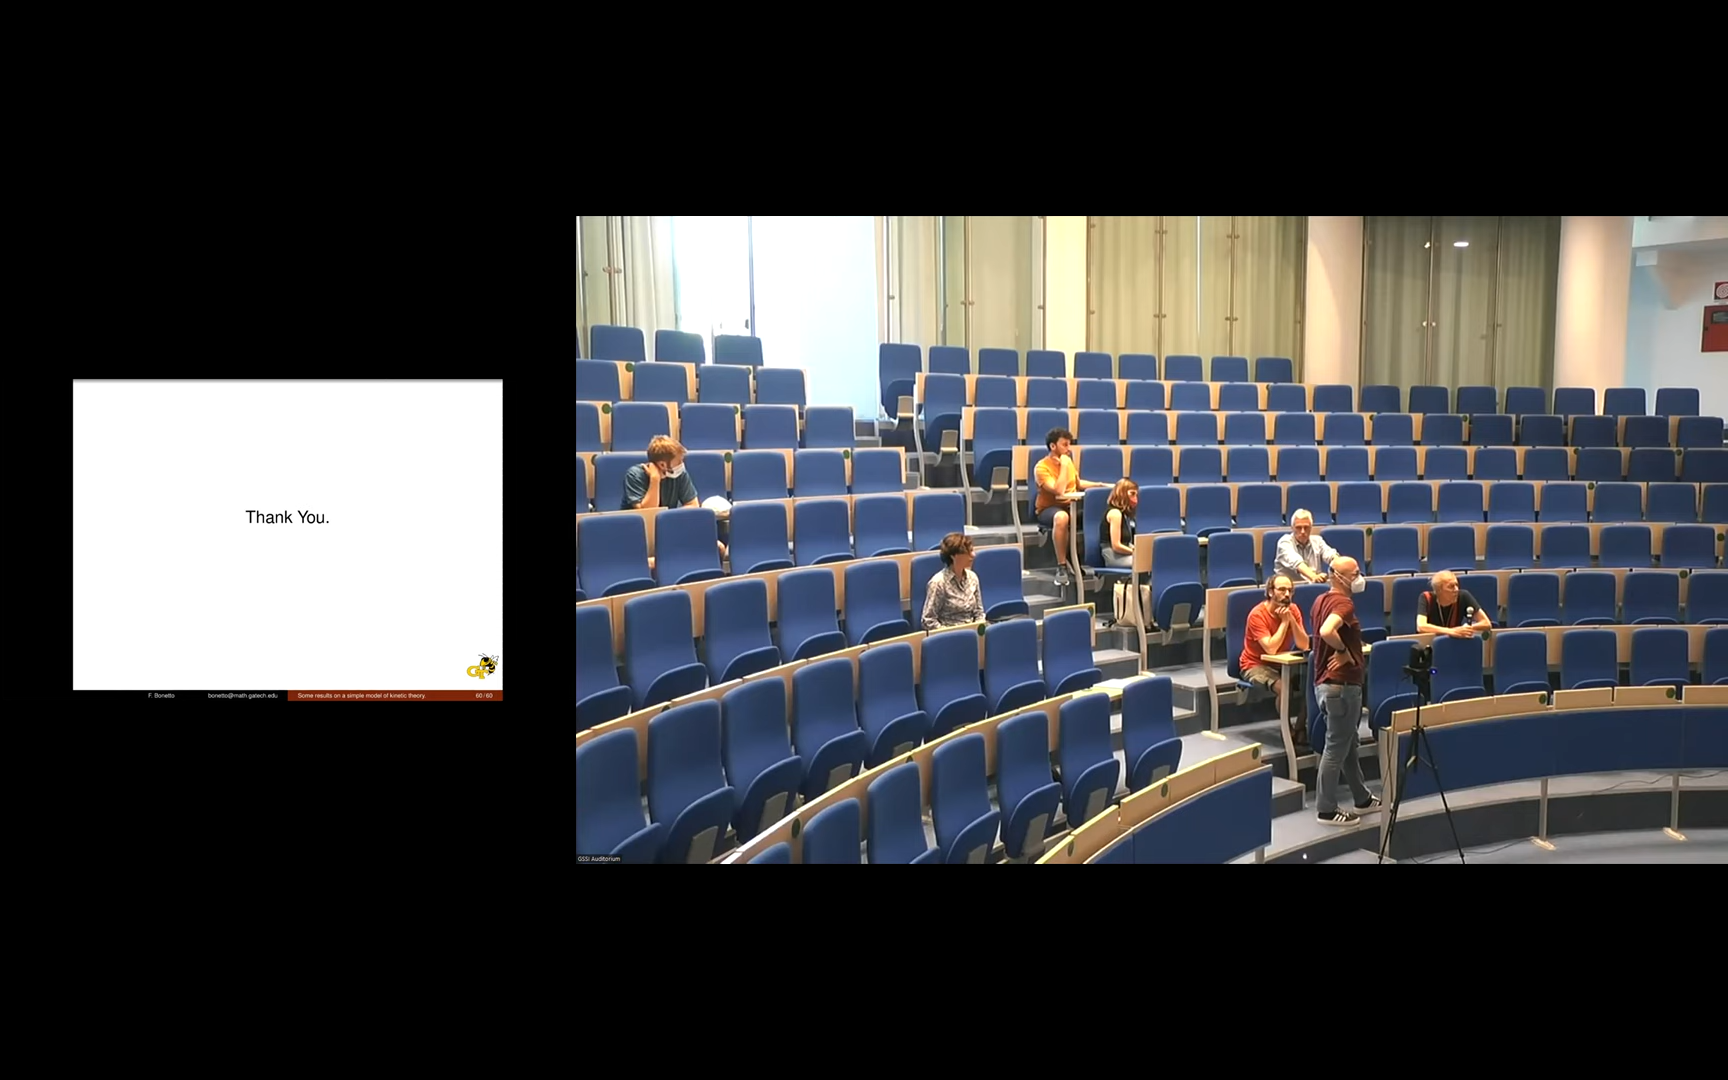 Thank You.
GT
F. Bonetto bonetto@math.gatech.edu Some results on a simple model of kinetic theory. 60 / 60
GSSI Auditorium